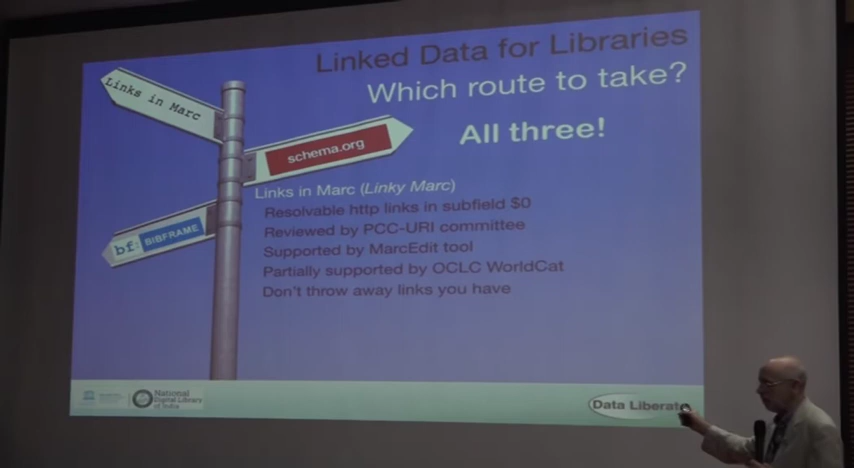 Linked Data for Libraries
Which route to take?
All three!
Links in Marc
schema.org
bf: BIBFRAME
Links in Marc (Linky Marc)
Resolvable http links in subfield $0
Reviewed by PCC-URI committee
Supported by MarcEdit tool
Partially supported by OCLC WorldCat
Don't throw away links you have
National
Digital Library
of India
Data Liberate